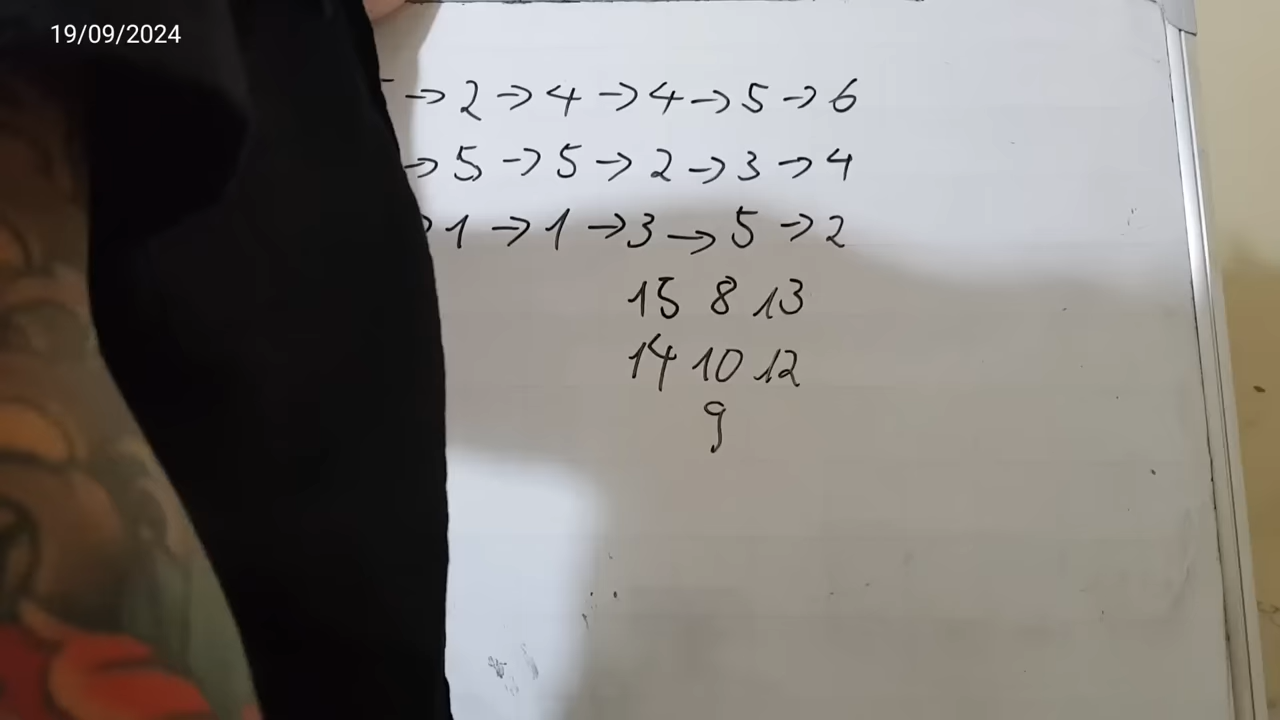 19/09/2024
→ 2 → 4 → 4 → 5 → 6
→ 5 → 5 → 2 → 3 → 4
1 → 1 → 3 → 5 → 2
15 8 13
14 10 12
9